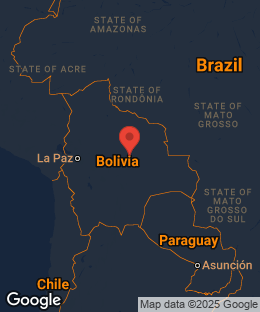 STATE OF
AMAZONAS
Brazil
STATE OF ACRE
STATE OF
RONDÔNIA
STATE OF
MATO
GROSSO
La Paz
Bolivia
STATE OF
MATO
GROSSO
DO SUL
Paraguay
Asunción
Chile
Google
Map data ©2025 Google